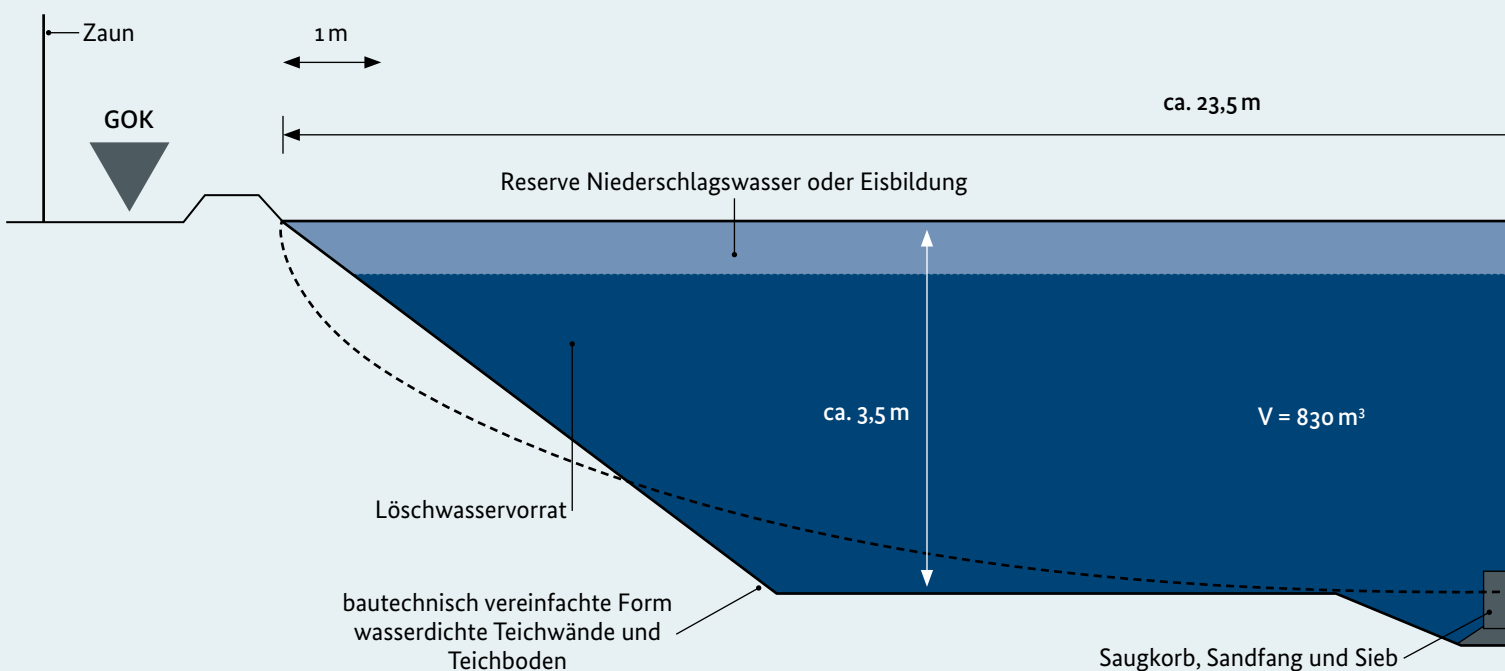 Zaun
1 m
GOK
ca. 23,5 m
Reserve Niederschlagswasser oder Eisbildung
ca. 3,5 m
V = 830 m³
Löschwasservorrat
bautechnisch vereinfachte Form
wasserdichte Teichwände und
Teichboden
Saugkorb, Sandfang und Sieb